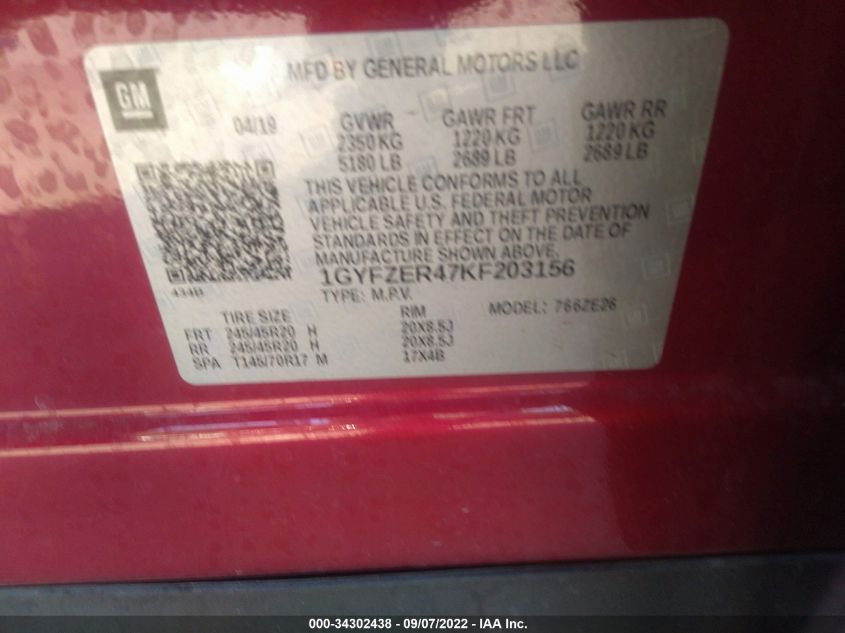 MFD BY GENERAL MOTORS LLC
GM
04/19 GVWR GAWR FRT GAWR RR
2350 KG 1220 KG 1220 KG
5180 LB 2689 LB 2689 LB
THIS VEHICLE CONFORMS TO ALL
APPLICABLE U.S. FEDERAL MOTOR
VEHICLE SAFETY AND THEFT PREVENTION
STANDARDS IN EFFECT ON THE DATE OF
MANUFACTURE SHOWN ABOVE.
434B
1GYFZER47KF203156
TYPE: M.P.V. MODEL: 766ZE26
TIRE SIZE RIM
FRT 245/45R20 H 20X8.5J
RR 245/45R20 H 20X8.5J
SPA T145/70R17 M 17X4B
000-34302438 - 09/07/2022 - IAA Inc.